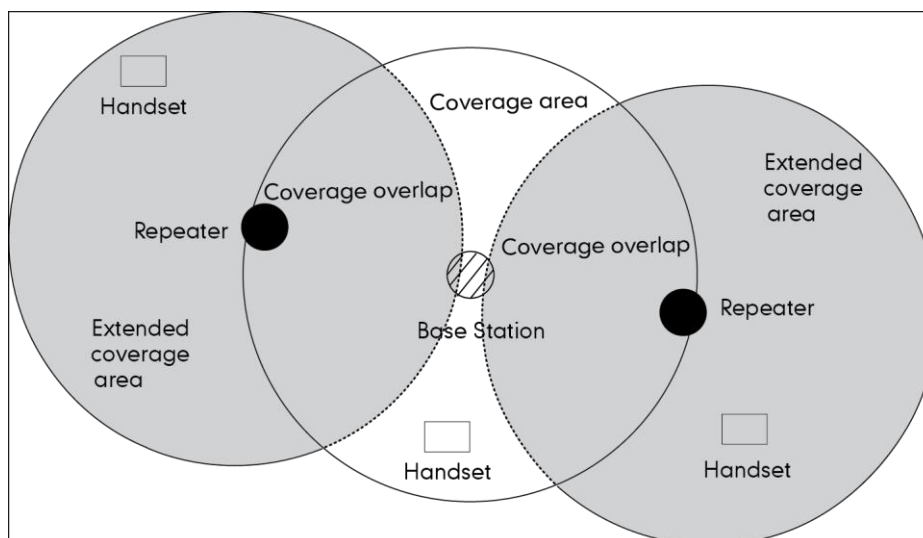 Handset
Coverage area
Extended
coverage
area
Coverage overlap
Repeater
Coverage overlap
Repeater
Extended
coverage
area
Base Station
Handset
Handset